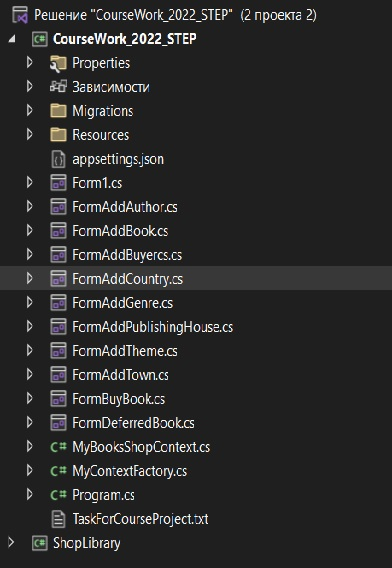 Решение "CourseWork_2022_STEP" (2 проекта 2)
CourseWork_2022_STEP
Properties
Зависимости
Migrations
Resources
appsettings.json
Form1.cs
FormAddAuthor.cs
FormAddBook.cs
FormAddBuyercs.cs
FormAddCountry.cs
FormAddGenre.cs
FormAddPublishingHouse.cs
FormAddTheme.cs
FormAddTown.cs
FormBuyBook.cs
FormDeferredBook.cs
C# MyBooksShopContext.cs
C# MyContextFactory.cs
C# Program.cs
TaskForCourseProject.txt
ShopLibrary